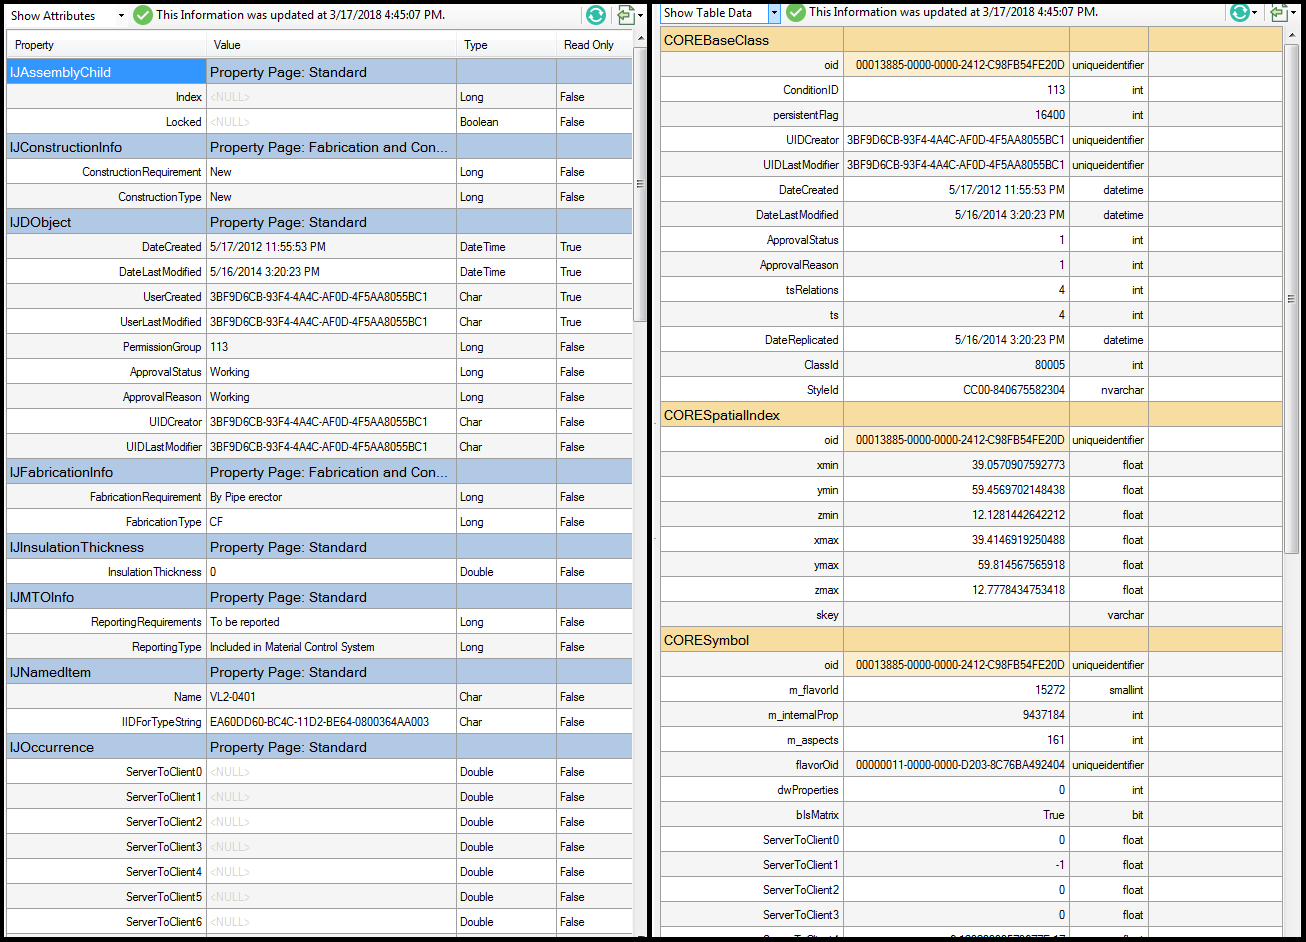 Show Attributes This Information was updated at 3/17/2018 4:45:07 PM.
Property Value Type Read Only
IJAssemblyChild Property Page: Standard
Index <NULL> Long False
Locked <NULL> Boolean False
IJConstructionInfo Property Page: Fabrication and Con...
ConstructionRequirement New Long False
ConstructionType New Long False
IJDObject Property Page: Standard
DateCreated 5/17/2012 11:55:53 PM DateTime True
DateLastModified 5/16/2014 3:20:23 PM DateTime True
UserCreated 3BF9D6CB-93F4-4A4C-AF0D-4F5AA8055BC1 Char True
UserLastModified 3BF9D6CB-93F4-4A4C-AF0D-4F5AA8055BC1 Char True
PermissionGroup 113 Long False
ApprovalStatus Working Long False
ApprovalReason Working Long False
UIDCreator 3BF9D6CB-93F4-4A4C-AF0D-4F5AA8055BC1 Char False
UIDLastModifier 3BF9D6CB-93F4-4A4C-AF0D-4F5AA8055BC1 Char False
IJFabricationInfo Property Page: Fabrication and Con...
FabricationRequirement By Pipe erector Long False
FabricationType CF Long False
IJInsulationThickness Property Page: Standard
InsulationThickness 0 Double False
IJMTOInfo Property Page: Standard
ReportingRequirements To be reported Long False
ReportingType Included in Material Control System Long False
IJNamedItem Property Page: Standard
Name VL2-0401 Char False
IIDForTypeString EA60DD60-BC4C-11D2-BE64-0800364AA003 Char False
IJOccurrence Property Page: Standard
ServerToClient0 <NULL> Double False
ServerToClient1 <NULL> Double False
ServerToClient2 <NULL> Double False
ServerToClient3 <NULL> Double False
ServerToClient4 <NULL> Double False
ServerToClient5 <NULL> Double False
ServerToClient6 <NULL> Double False
Show Table Data This Information was updated at 3/17/2018 4:45:07 PM.
COREBaseClass
oid 00013885-0000-0000-2412-C98FB54FE20D uniqueidentifier
ConditionID 113 int
persistentFlag 16400 int
UIDCreator 3BF9D6CB-93F4-4A4C-AF0D-4F5AA8055BC1 uniqueidentifier
UIDLastModifier 3BF9D6CB-93F4-4A4C-AF0D-4F5AA8055BC1 uniqueidentifier
DateCreated 5/17/2012 11:55:53 PM datetime
DateLastModified 5/16/2014 3:20:23 PM datetime
ApprovalStatus 1 int
ApprovalReason 1 int
tsRelations 4 int
ts 4 int
DateReplicated 5/16/2014 3:20:23 PM datetime
ClassId 80005 int
StyleId CC00-840675582304 nvarchar
CORESpatialIndex
oid 00013885-0000-0000-2412-C98FB54FE20D uniqueidentifier
xmin 39.0570907592773 float
ymin 59.4569702148438 float
zmin 12.1281442642212 float
xmax 39.4146919250488 float
ymax 59.814567565918 float
zmax 12.7778434753418 float
skey varchar
CORESymbol
oid 00013885-0000-0000-2412-C98FB54FE20D uniqueidentifier
m_flavorId 15272 smallint
m_internalProp 9437184 int
m_aspects 161 int
flavorOid 00000011-0000-0000-D203-8C76BA492404 uniqueidentifier
dwProperties 0 int
bIsMatrix True bit
ServerToClient0 0 float
ServerToClient1 -1 float
ServerToClient2 0 float
ServerToClient3 0 float